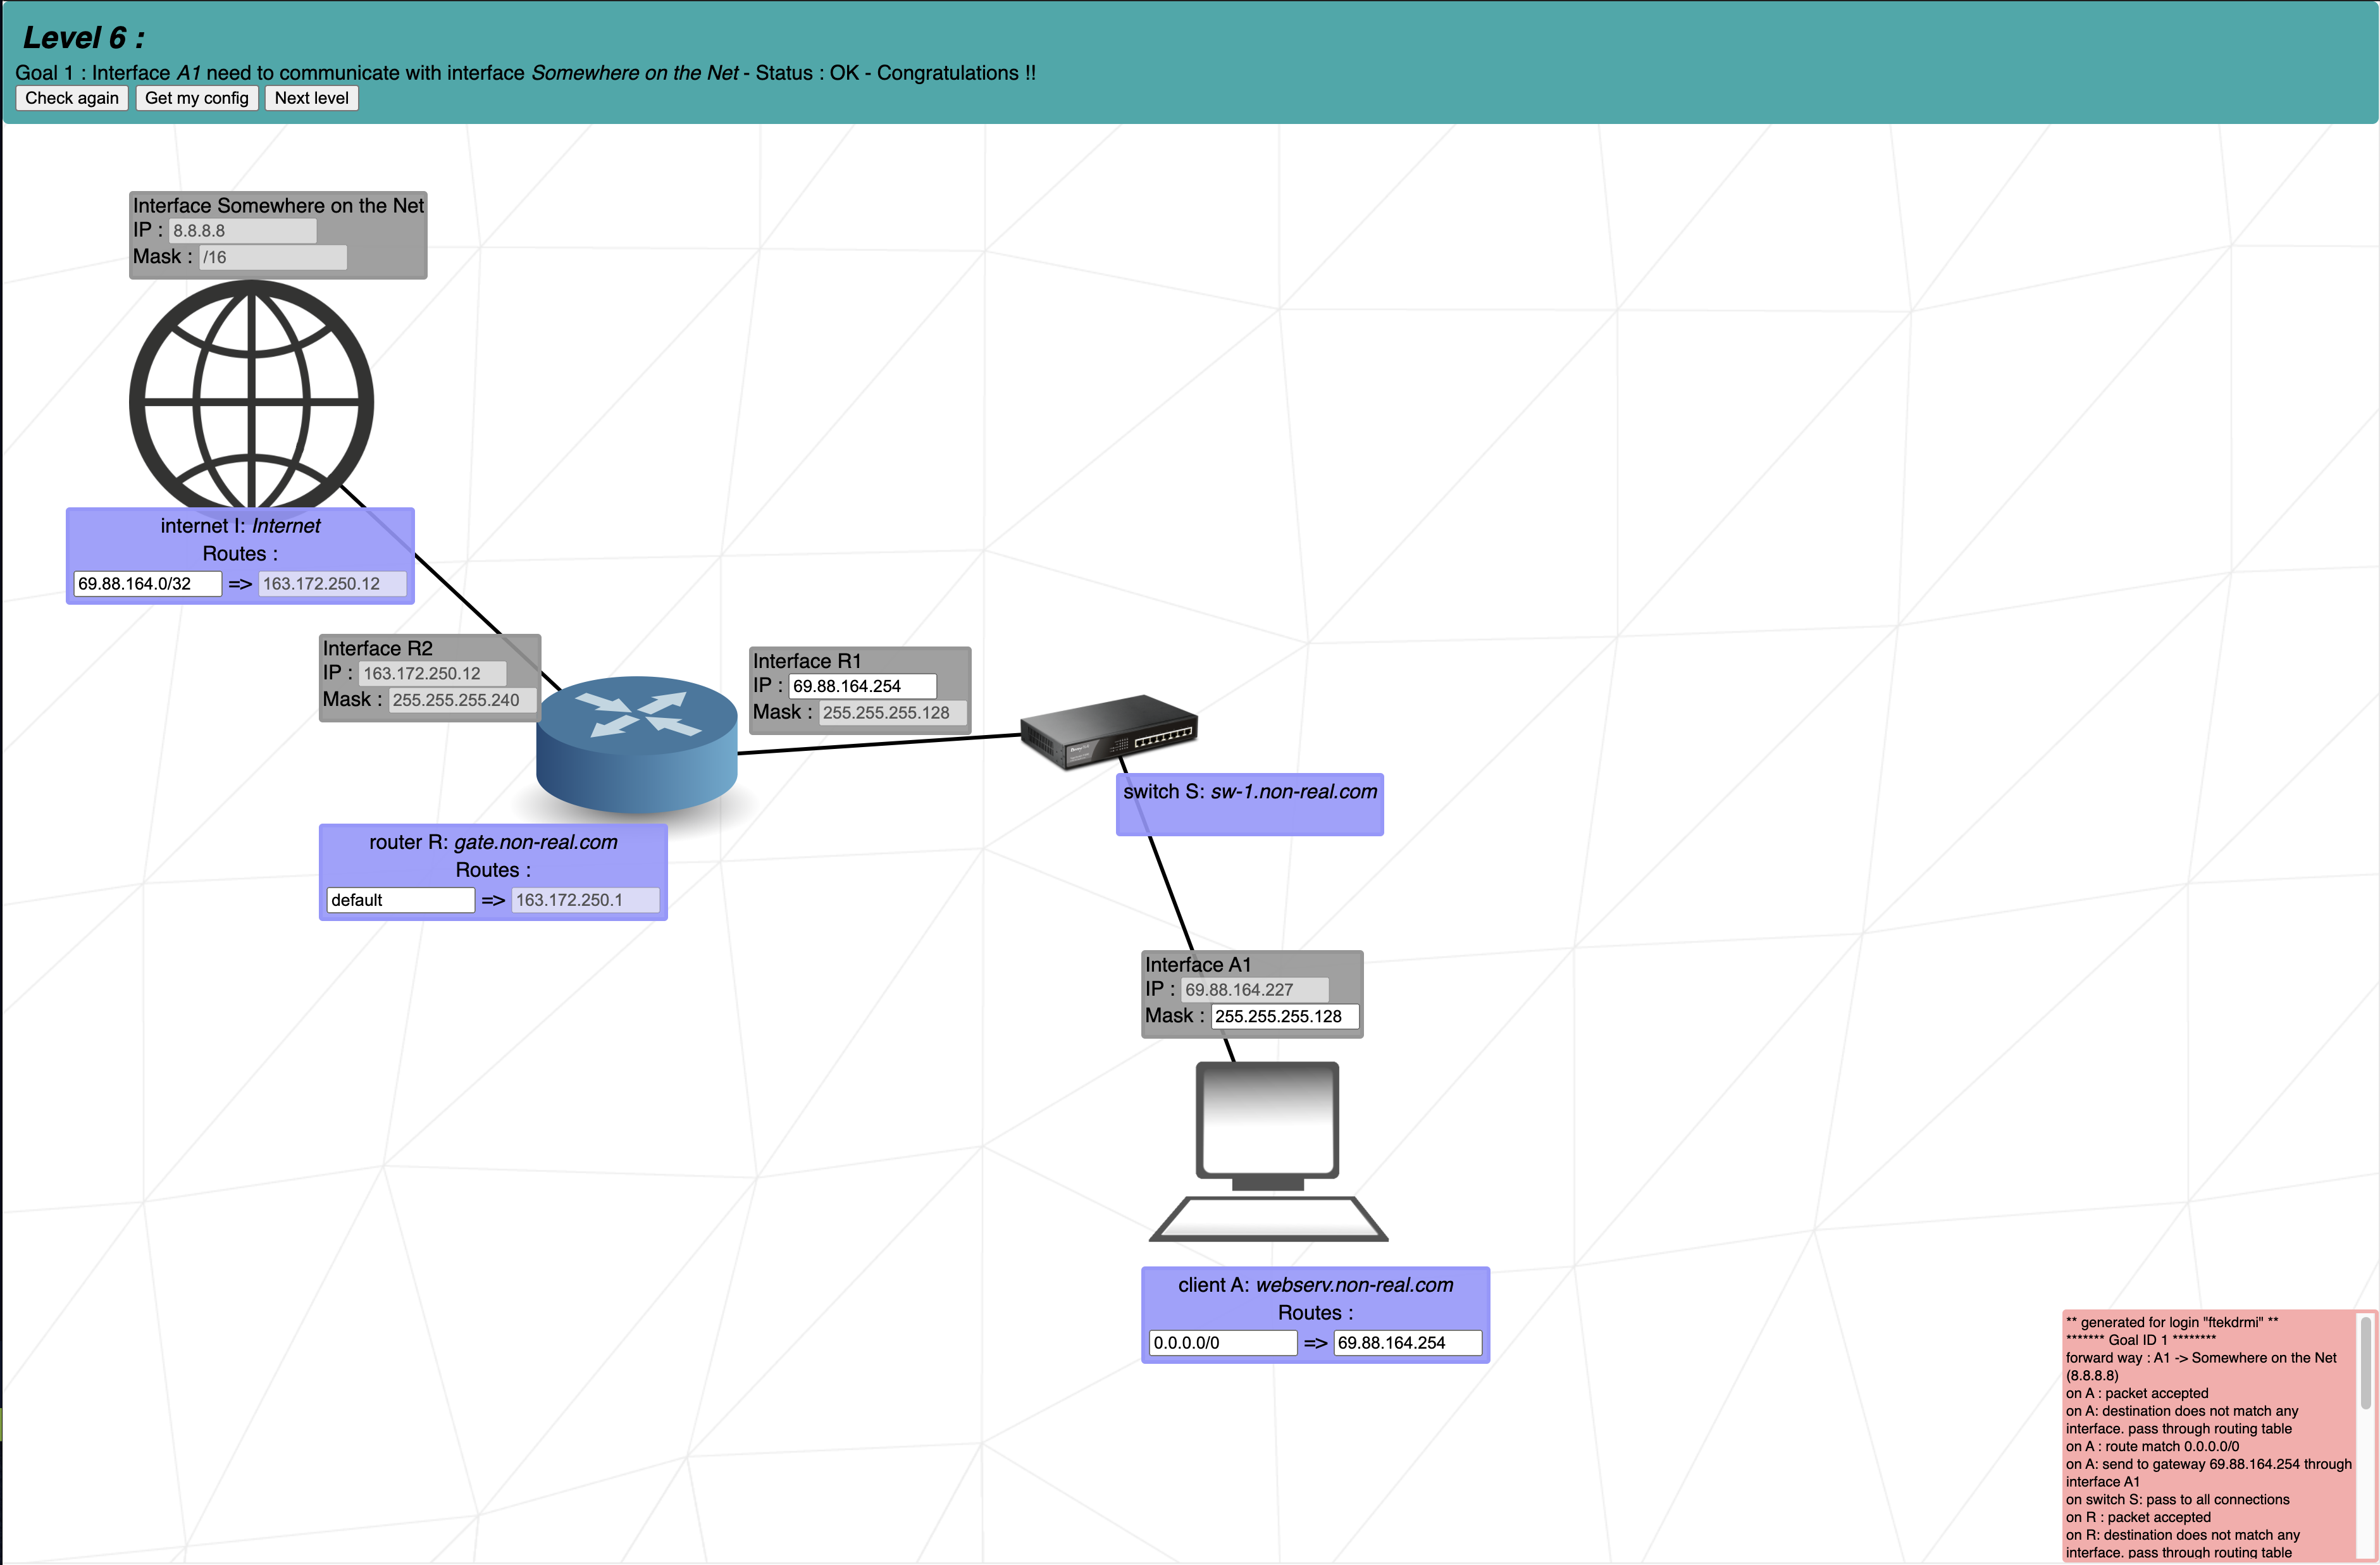 Level 6 :
Goal 1 : Interface A1 need to communicate with interface Somewhere on the Net - Status : OK - Congratulations !!
Check again Get my config Next level
Interface Somewhere on the Net
IP : 8.8.8.8
Mask : /16
internet I: Internet
Routes :
69.88.164.0/32 => 163.172.250.12
Interface R2
IP : 163.172.250.12
Mask : 255.255.255.240
Interface R1
IP : 69.88.164.254
Mask : 255.255.255.128
switch S: sw-1.non-real.com
router R: gate.non-real.com
Routes :
default => 163.172.250.1
Interface A1
IP : 69.88.164.227
Mask : 255.255.255.128
client A: webserv.non-real.com
Routes :
0.0.0.0/0 => 69.88.164.254
** generated for login "ftekdrmi" **
******* Goal ID 1 ********
forward way : A1 -> Somewhere on the Net
(8.8.8.8)
on A : packet accepted
on A: destination does not match any
interface. pass through routing table
on A : route match 0.0.0.0/0
on A: send to gateway 69.88.164.254 through
interface A1
on switch S: pass to all connections
on R : packet accepted
on R: destination does not match any
interface. pass through routing table